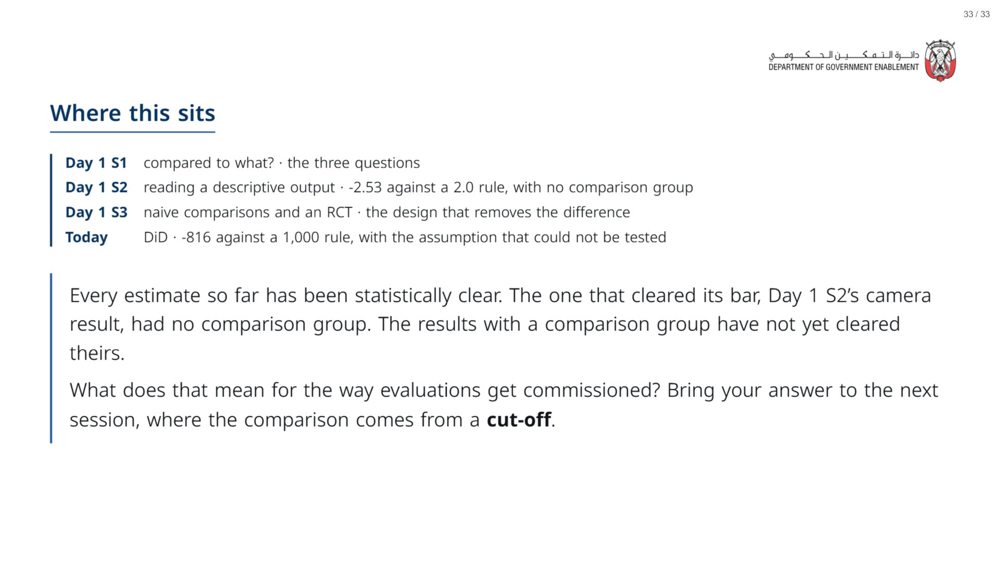 33 / 33
دائرة التمكين الحكومي
DEPARTMENT OF GOVERNMENT ENABLEMENT
Where this sits
Day 1 S1 compared to what? · the three questions
Day 1 S2 reading a descriptive output · -2.53 against a 2.0 rule, with no comparison group
Day 1 S3 naive comparisons and an RCT · the design that removes the difference
Today DiD · -816 against a 1,000 rule, with the assumption that could not be tested
Every estimate so far has been statistically clear. The one that cleared its bar, Day 1 S2’s camera
result, had no comparison group. The results with a comparison group have not yet cleared
theirs.
What does that mean for the way evaluations get commissioned? Bring your answer to the next
session, where the comparison comes from a cut-off.